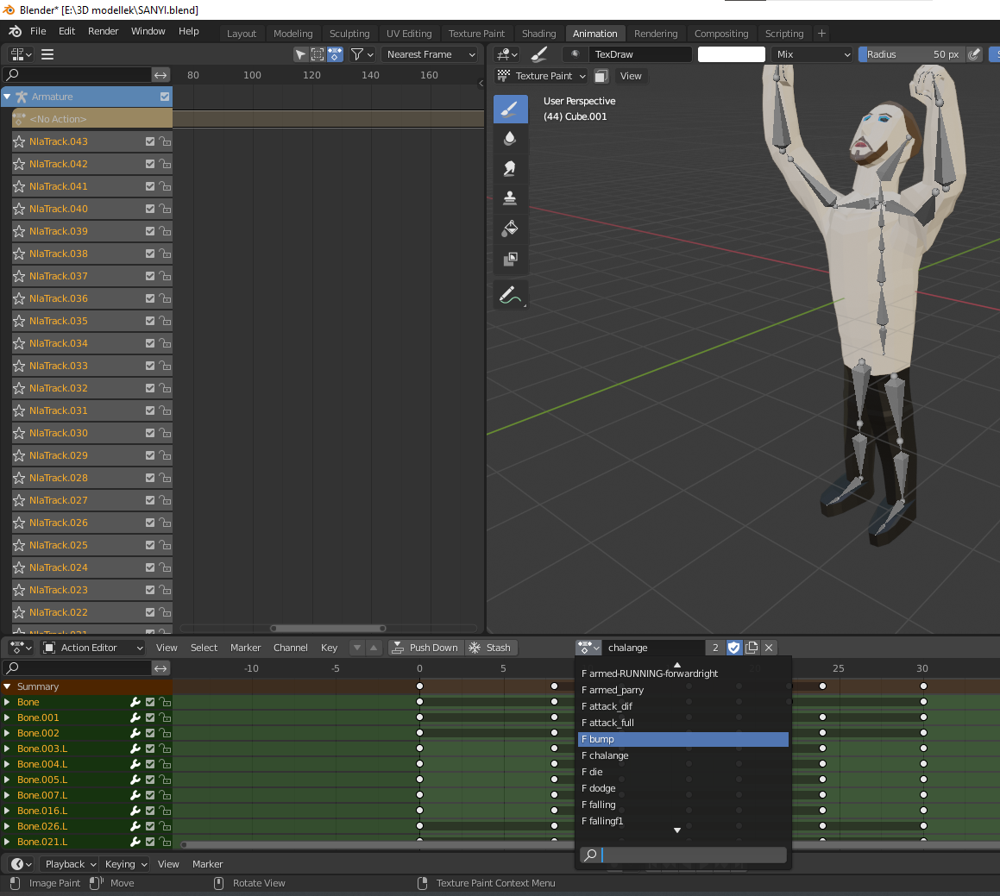 Blender* [E:\3D modellek\SANYI.blend]
File Edit Render Window Help Layout Modeling Sculpting UV Editing Texture Paint Shading Animation Rendering Compositing Scripting +
Nearest Frame TexDraw Mix Radius 50 px
80 100 120 140 160 Texture Paint View
Armature
<No Action>
User Perspective
(44) Cube.001
NlaTrack.043
NlaTrack.042
NlaTrack.041
NlaTrack.040
NlaTrack.039
NlaTrack.038
NlaTrack.037
NlaTrack.036
NlaTrack.035
NlaTrack.034
NlaTrack.033
NlaTrack.032
NlaTrack.031
NlaTrack.030
NlaTrack.029
NlaTrack.028
NlaTrack.027
NlaTrack.026
NlaTrack.025
NlaTrack.024
NlaTrack.023
NlaTrack.022
Action Editor View Select Marker Channel Key Push Down Stash chalange 2
-10 -5 0 5 25 30
Summary
Bone
Bone.001
Bone.002
Bone.003.L
Bone.004.L
Bone.005.L
Bone.007.L
Bone.016.L
Bone.026.L
Bone.021.L
F armed-RUNNING-forwardright
F armed_parry
F attack_dif
F attack_full
F bump
F chalange
F die
F dodge
F falling
F fallingf1
Playback Keying View Marker
Image Paint Move Rotate View Texture Paint Context Menu